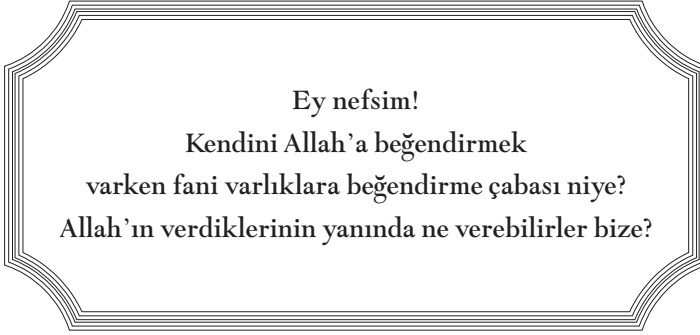 Ey nefsim!
Kendini Allah’a beğendirmek
varken fani varlıklara beğendirme çabası niye?
Allah’ın verdiklerinin yanında ne verebilirler bize?